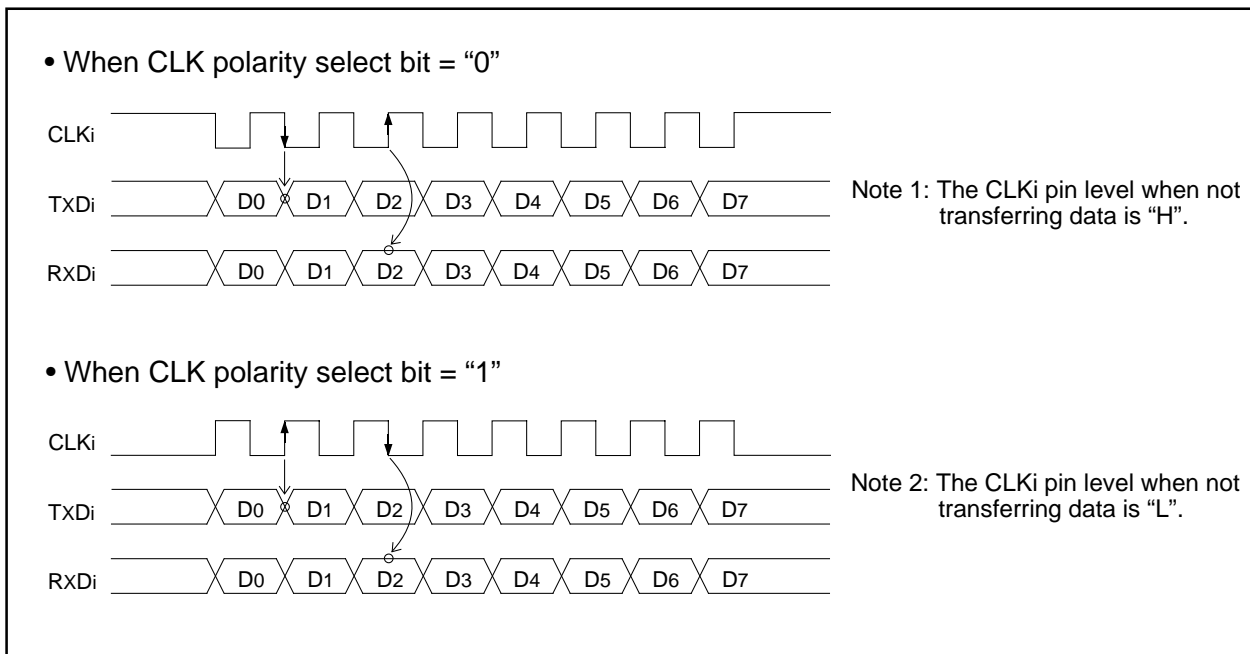 • When CLK polarity select bit = “0”
CLKi
TXDi D0 D1 D2 D3 D4 D5 D6 D7
RXDi D0 D1 D2 D3 D4 D5 D6 D7
Note 1: The CLKi pin level when not
transferring data is “H”.
• When CLK polarity select bit = “1”
CLKi
TXDi D0 D1 D2 D3 D4 D5 D6 D7
RXDi D0 D1 D2 D3 D4 D5 D6 D7
Note 2: The CLKi pin level when not
transferring data is “L”.